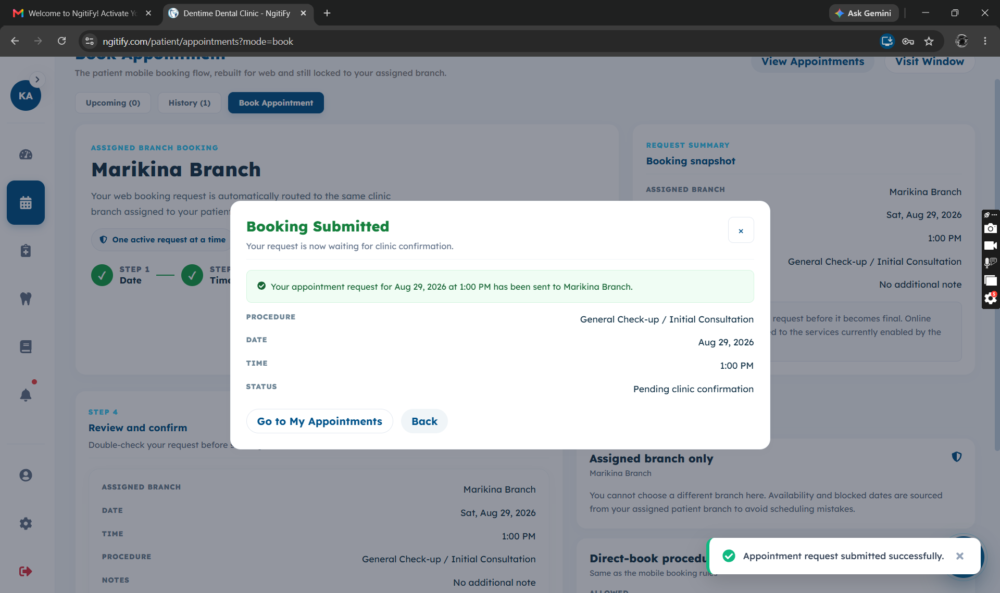 Welcome to NgitiFy! Activate Yo
Dentime Dental Clinic - NgitiFy
Ask Gemini
ngitify.com/patient/appointments?mode=book
Book Appointment
The patient mobile booking flow, rebuilt for web and still locked to your assigned branch.
View Appointments
Visit Window
KA
Upcoming (0)
History (1)
Book Appointment
ASSIGNED BRANCH BOOKING
Marikina Branch
Your web booking request is automatically routed to the same clinic
branch assigned to your patient
One active request at a time
STEP 1
Date
STEP
Time
REQUEST SUMMARY
Booking snapshot
ASSIGNED BRANCH
Marikina Branch
Sat, Aug 29, 2026
1:00 PM
General Check-up / Initial Consultation
No additional note
request before it becomes final. Online
to the services currently enabled by the
Booking Submitted
×
Your request is now waiting for clinic confirmation.
Your appointment request for Aug 29, 2026 at 1:00 PM has been sent to Marikina Branch.
PROCEDURE
General Check-up / Initial Consultation
DATE
Aug 29, 2026
TIME
1:00 PM
STATUS
Pending clinic confirmation
Go to My Appointments
Back
5
STEP 4
Review and confirm
Double-check your request before
ASSIGNED BRANCH
Marikina Branch
DATE
Sat, Aug 29, 2026
TIME
1:00 PM
PROCEDURE
General Check-up / Initial Consultation
NOTES
No additional note
Assigned branch only
Marikina Branch
You cannot choose a different branch here. Availability and blocked dates are sourced
from your assigned patient branch to avoid scheduling mistakes.
Direct-book procedu
Same as the mobile booking rules
ALLOWED
Appointment request submitted successfully.